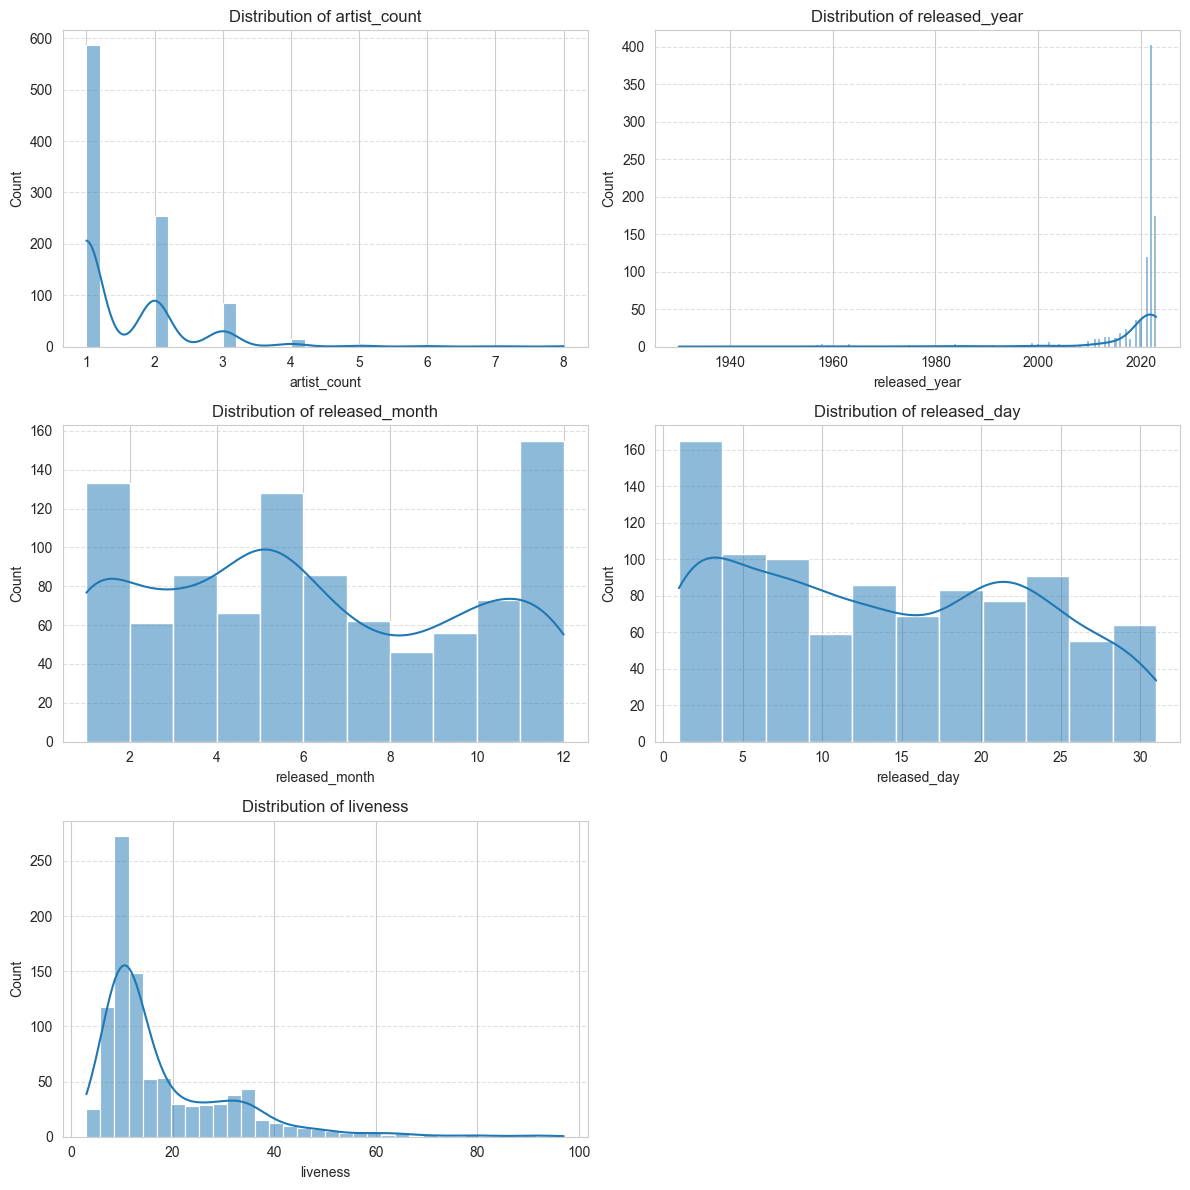 Distribution of artist_count
Count
600
500
400
300
200
100
0
1 2 3 4 5 6 7 8
artist_count
Distribution of released_year
Count
400
350
300
250
200
150
100
50
0
1940 1960 1980 2000 2020
released_year
Distribution of released_month
Count
160
140
120
100
80
60
40
20
0
2 4 6 8 10 12
released_month
Distribution of released_day
Count
160
140
120
100
80
60
40
20
0
0 5 10 15 20 25 30
released_day
Distribution of liveness
Count
250
200
150
100
50
0
0 20 40 60 80 100
liveness